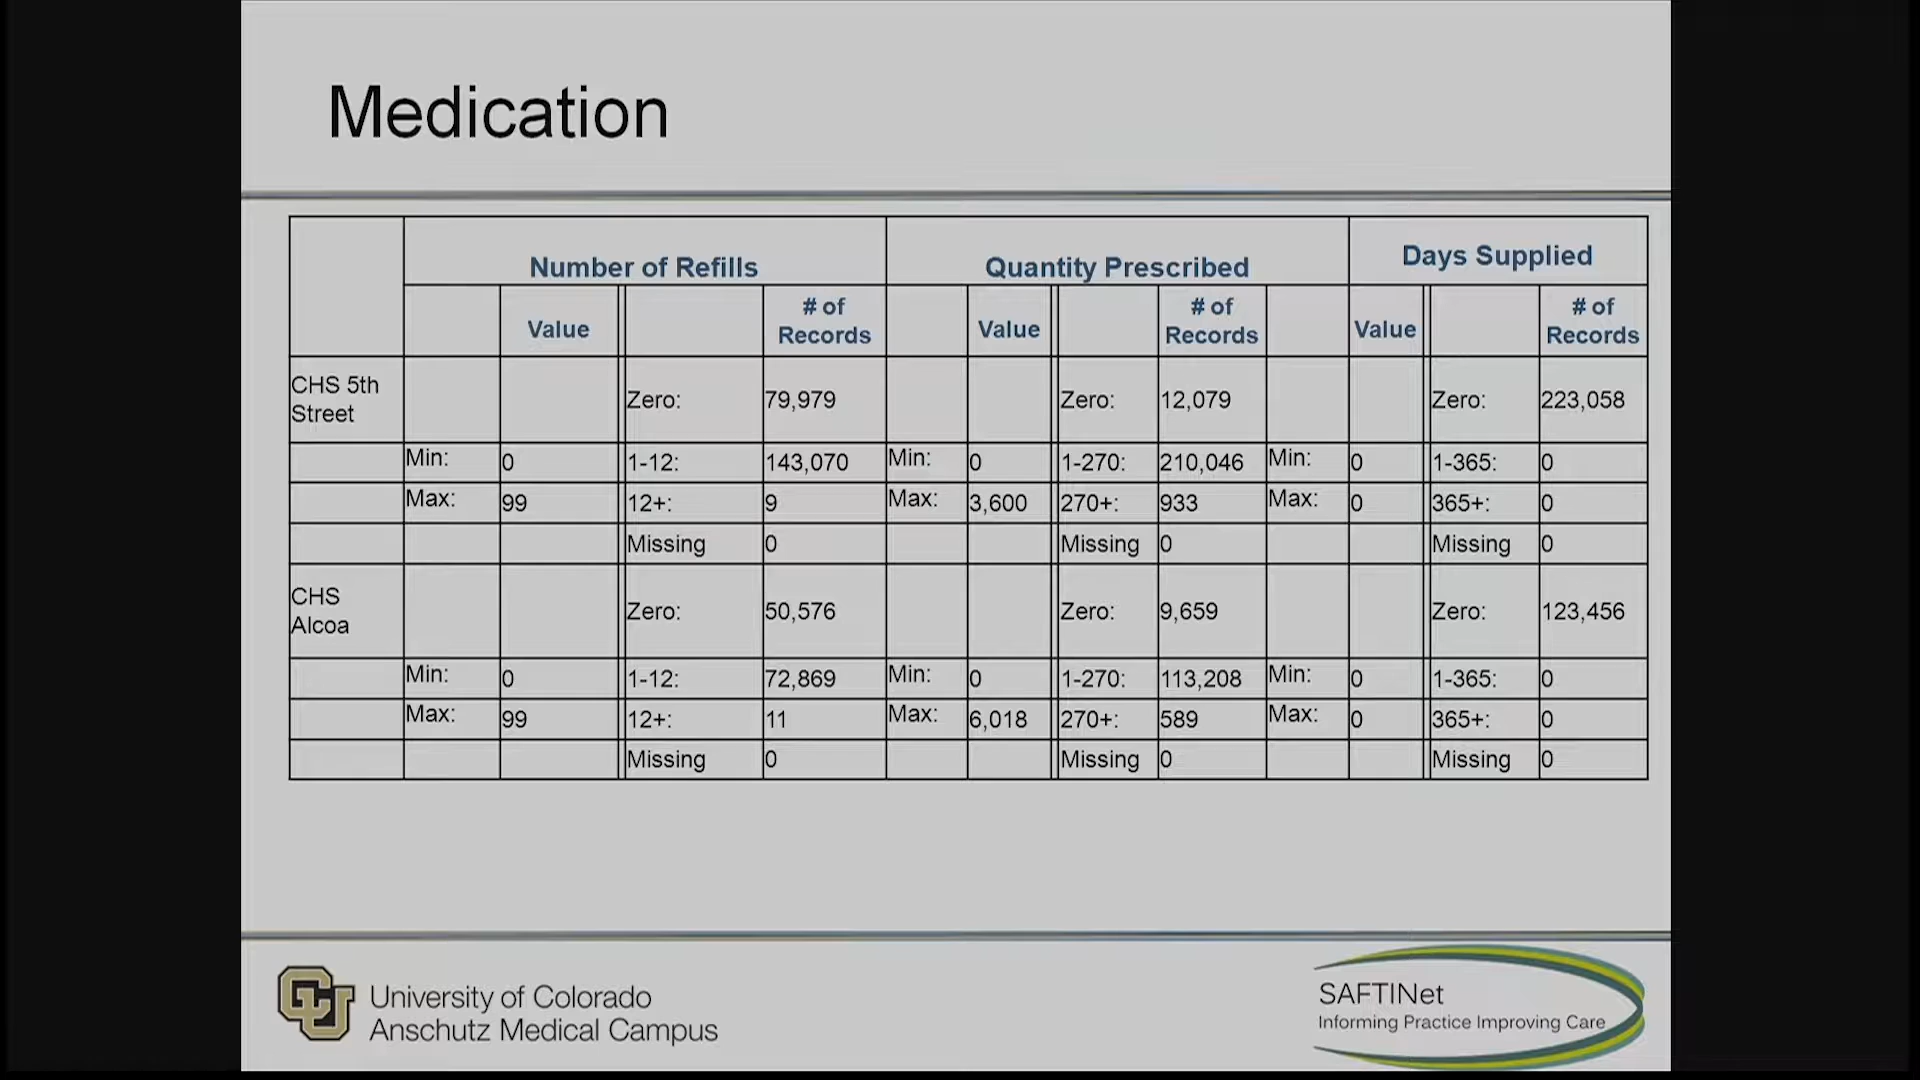 Medication
Number of Refills Quantity Prescribed Days Supplied
Value # of Records Value # of Records Value # of Records
CHS 5th Street Zero: 79,979 Zero: 12,079 Zero: 223,058
Min: 0 1-12: 143,070 Min: 0 1-270: 210,046 Min: 0 1-365: 0
Max: 99 12+: 9 Max: 3,600 270+: 933 Max: 0 365+: 0
Missing 0 Missing 0 Missing 0
CHS Alcoa Zero: 50,576 Zero: 9,659 Zero: 123,456
Min: 0 1-12: 72,869 Min: 0 1-270: 113,208 Min: 0 1-365: 0
Max: 99 12+: 11 Max: 6,018 270+: 589 Max: 0 365+: 0
Missing 0 Missing 0 Missing 0
University of Colorado
Anschutz Medical Campus
SAFTINet
Informing Practice Improving Care